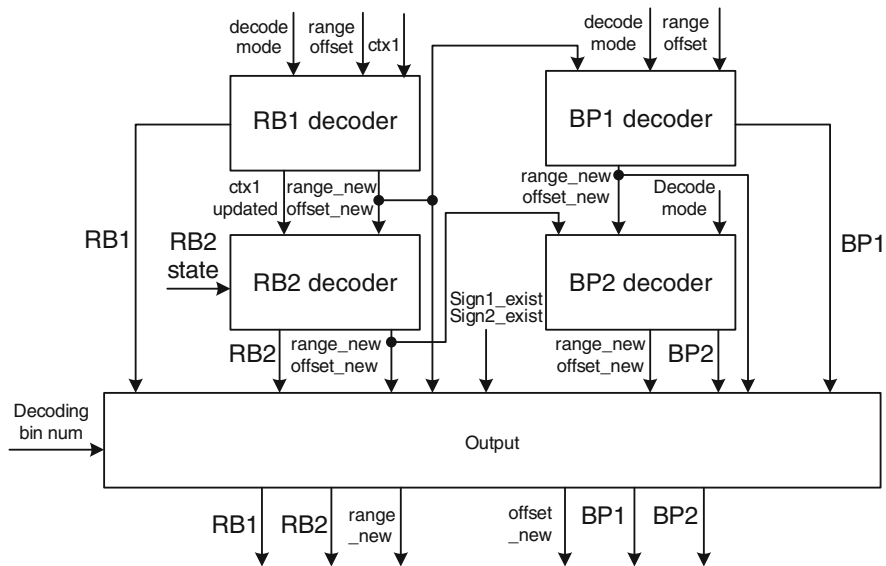 decode
mode
range
offset
ctx1
decode
mode
range
offset
RB1 decoder
BP1 decoder
ctx1
updated
range_new
offset_new
range_new
offset_new
Decode
mode
RB1
RB2
state
RB2 decoder
BP2 decoder
BP1
Sign1_exist
Sign2_exist
RB2
range_new
offset_new
range_new
offset_new
BP2
Decoding
bin num
Output
RB1
RB2
range
_new
offset
_new
BP1
BP2